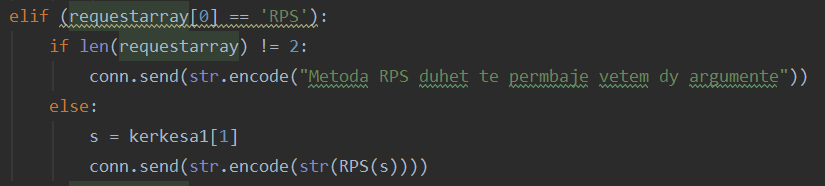 elif (requestarray[0] == 'RPS'):
if len(requestarray) != 2:
conn.send(str.encode("Metoda RPS duhet te permbaje vetem dy argumente"))
else:
s = kerkesa1[1]
conn.send(str.encode(str(RPS(s))))